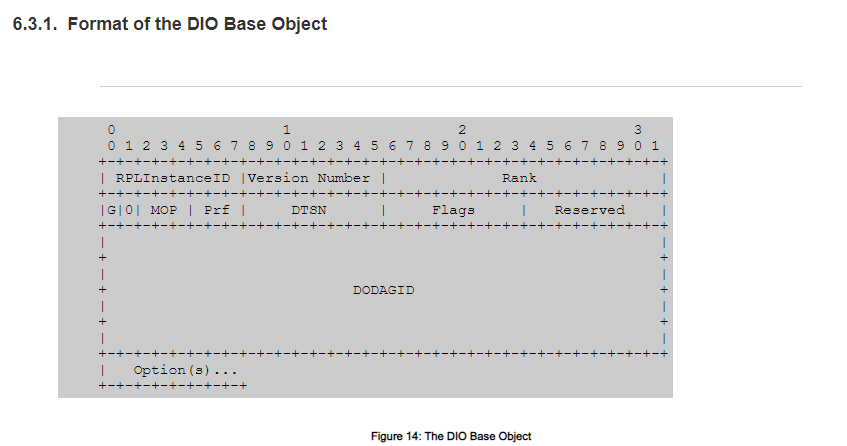 6.3.1. Format of the DIO Base Object
0                   1                   2                   3
0 1 2 3 4 5 6 7 8 9 0 1 2 3 4 5 6 7 8 9 0 1 2 3 4 5 6 7 8 9 0 1
+-+-+-+-+-+-+-+-+-+-+-+-+-+-+-+-+-+-+-+-+-+-+-+-+-+-+-+-+-+-+-+-+
| RPLInstanceID |Version Number |             Rank              |
+-+-+-+-+-+-+-+-+-+-+-+-+-+-+-+-+-+-+-+-+-+-+-+-+-+-+-+-+-+-+-+-+
|G|0| MOP | Prf |     DTSN      |     Flags     |   Reserved    |
+-+-+-+-+-+-+-+-+-+-+-+-+-+-+-+-+-+-+-+-+-+-+-+-+-+-+-+-+-+-+-+-+
|                                                               |
+                                                               +
|                                                               |
+                            DODAGID                            +
|                                                               |
+                                                               +
|                                                               |
+-+-+-+-+-+-+-+-+-+-+-+-+-+-+-+-+-+-+-+-+-+-+-+-+-+-+-+-+-+-+-+-+
|   Option(s)...
+-+-+-+-+-+-+-+-+
Figure 14: The DIO Base Object